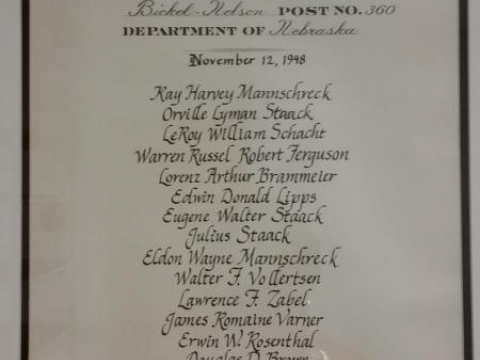 Bickel-Nelson POST NO. 360
DEPARTMENT OF Nebraska
November 12, 1948
Ray Harvey Mannschreck
Orville Lyman Staack
LeRoy William Schacht
Warren Russel Robert Ferguson
Lorenz Arthur Brammeier
Edwin Donald Lipps
Eugene Walter Staack
Julius Staack
Eldon Wayne Mannschreck
Walter F. Vollertsen
Lawrence F. Zabel
James Romaine Varner
Erwin W. Rosenthal
Douglas D.